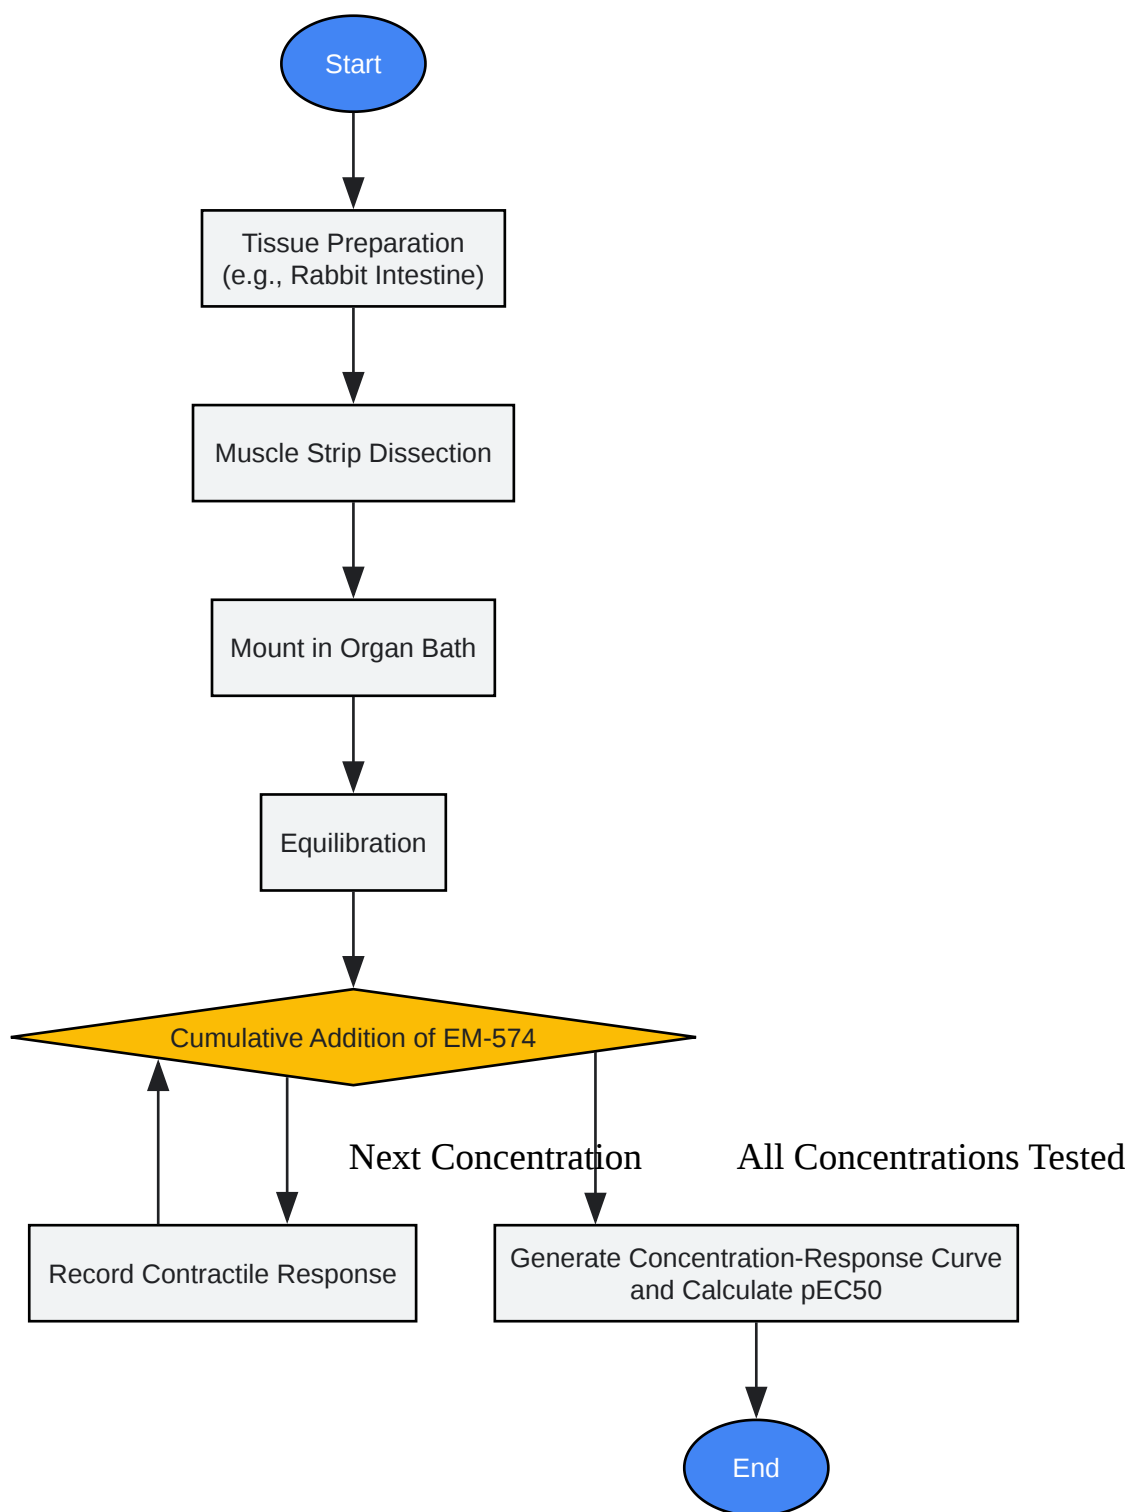 Start
Tissue Preparation
(e.g., Rabbit Intestine)
Muscle Strip Dissection
Mount in Organ Bath
Equilibration
Cumulative Addition of EM-574
Next Concentration
All Concentrations Tested
Record Contractile Response
Generate Concentration-Response Curve
and Calculate pEC50
End